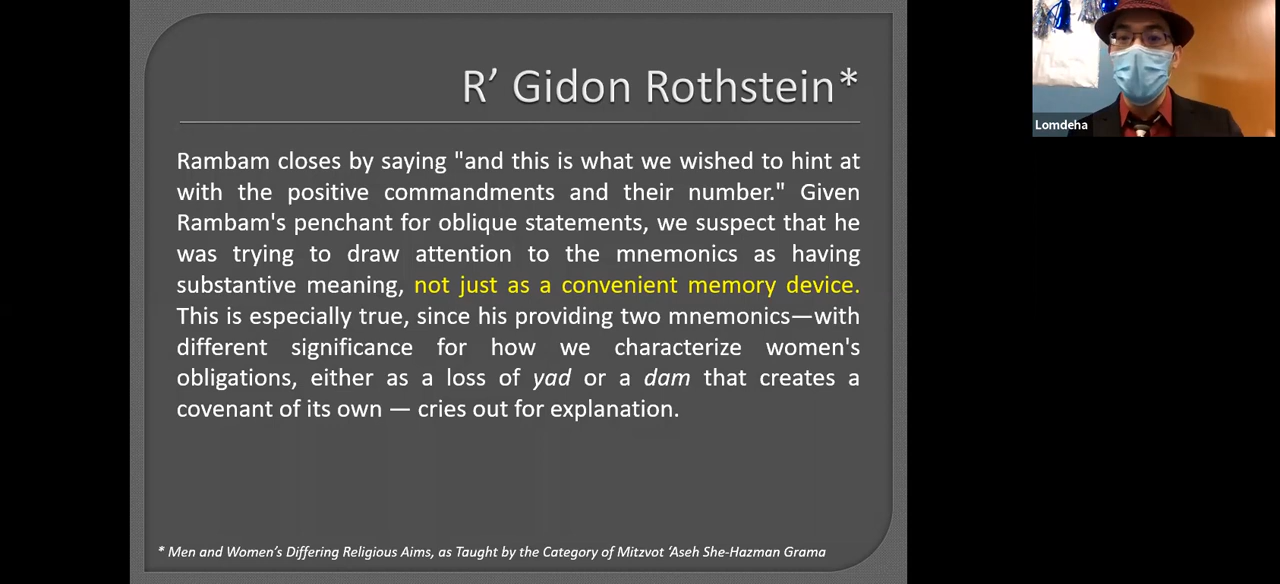 R’ Gidon Rothstein*
Rambam closes by saying "and this is what we wished to hint at
with the positive commandments and their number." Given
Rambam's penchant for oblique statements, we suspect that he
was trying to draw attention to the mnemonics as having
substantive meaning, not just as a convenient memory device.
This is especially true, since his providing two mnemonics—with
different significance for how we characterize women's
obligations, either as a loss of yad or a dam that creates a
covenant of its own — cries out for explanation.
* Men and Women’s Differing Religious Aims, as Taught by the Category of Mitzvot ‘Aseh She-Hazman Grama
Lomdeha